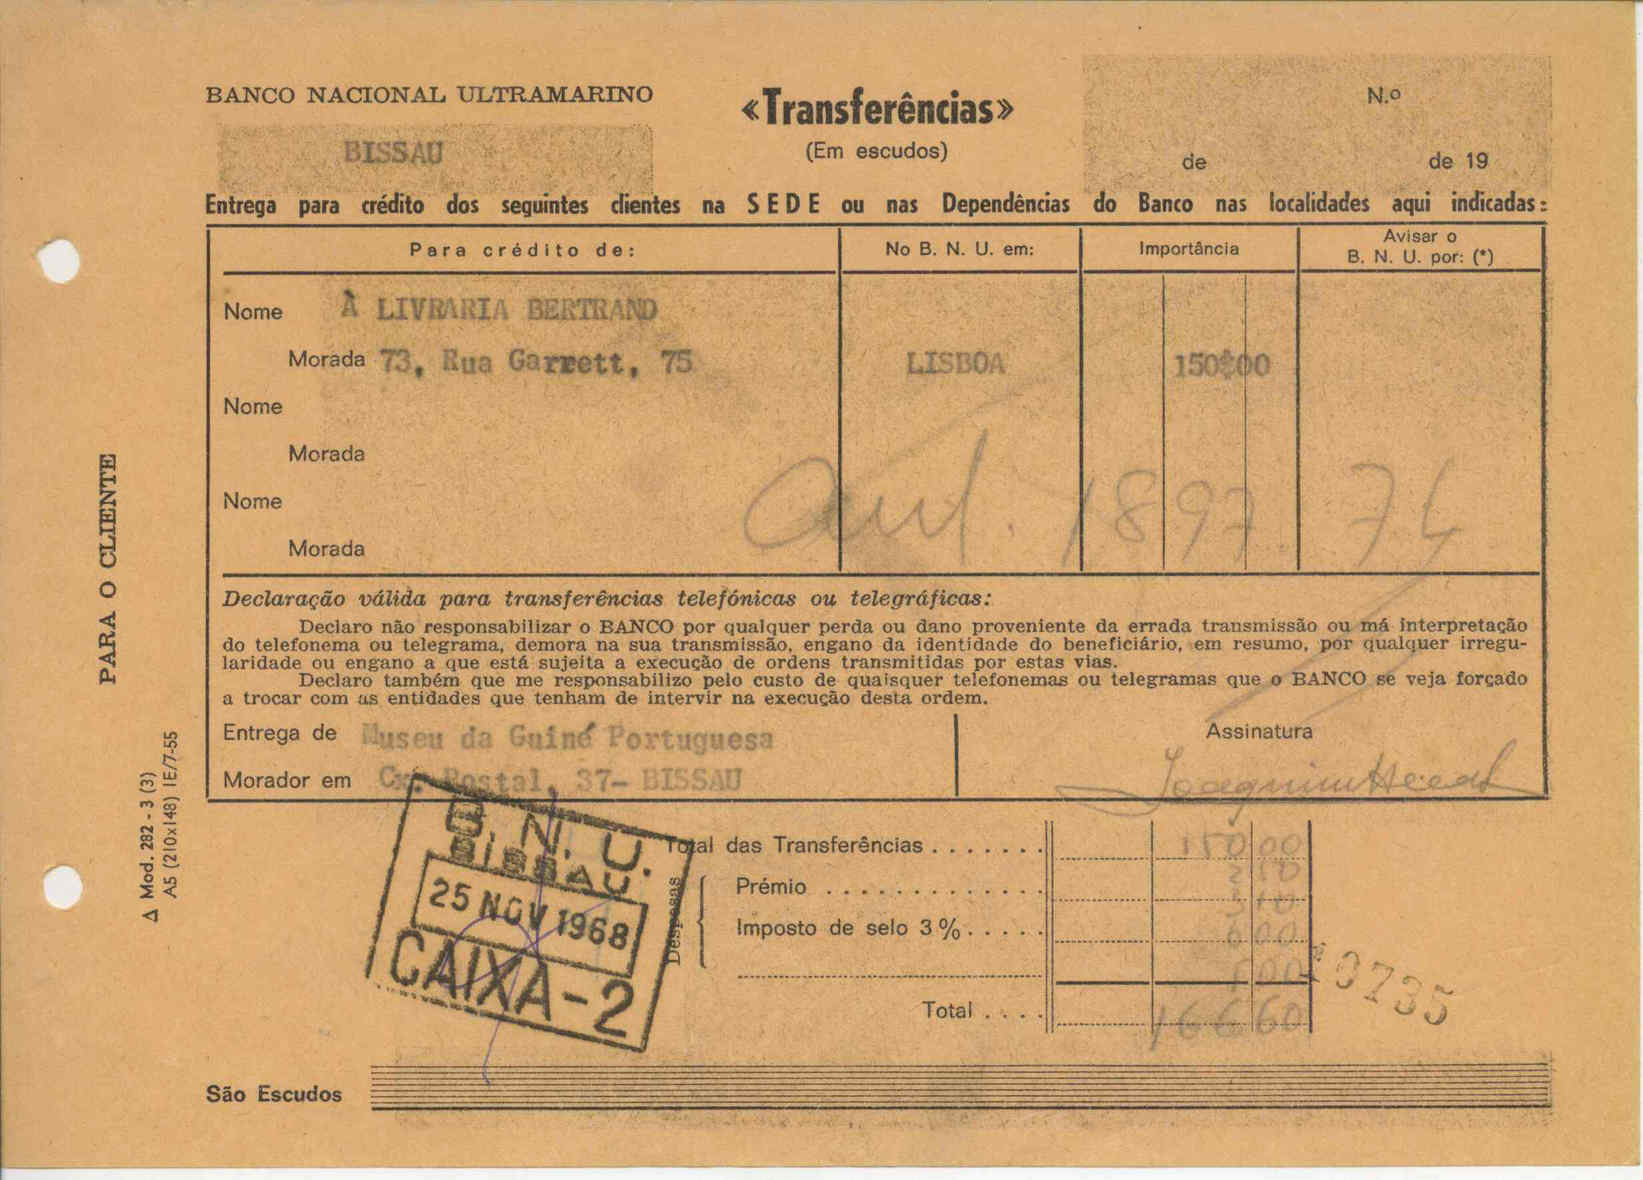 BANCO NACIONAL ULTRAMARINO
BISSAU
«Transferências»
(Em escudos)
N.º
de de 19
Entrega para crédito dos seguintes clientes na SEDE ou nas Dependências do Banco nas localidades aqui indicadas:
Para crédito de: No B. N. U. em: Importância Avisar o
B. N. U. por: (*)
Nome À LIVRARIA BERTRAND
Morada 73, Rua Garrett, 75 LISBOA 150$00
Nome
Morada
Nome
Morada
1897 74
Declaração válida para transferências telefónicas ou telegráficas:
Declaro não responsabilizar o BANCO por qualquer perda ou dano proveniente da errada transmissão ou má interpretação
do telefonema ou telegrama, demora na sua transmissão, engano da identidade do beneficiário, em resumo, por qualquer irregu-
laridade ou engano a que está sujeita a execução de ordens transmitidas por estas vias.
Declaro também que me responsabilizo pelo custo de quaisquer telefonemas ou telegramas que o BANCO se veja forçado
a trocar com as entidades que tenham de intervir na execução desta ordem.
Entrega de Museu da Guiné Portuguesa
Morador em Cx. Postal, 37- BISSAU
Assinatura
B. N. U.
BISSAU
25 NOV 1968
CAIXA-2
Total das Transferências . . . . . . . 150 00
Despesas
Prémio . . . . . . . . . . . . .
Imposto de selo 3% . . . . .
Total . . . . 166 60
São Escudos
PARA O CLIENTE
Δ Mod. 282 - 3 (3)
A5 (210x148) IE/7-55